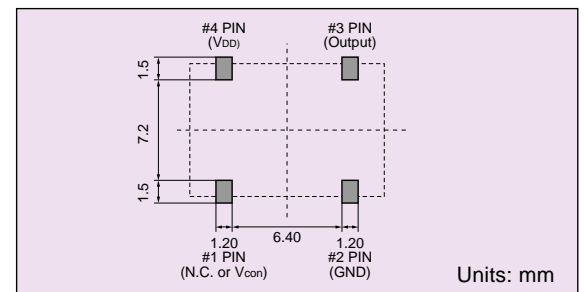 #4 PIN
(VDD)
#3 PIN
(Output)
1.5
7.2
1.5
1.20
6.40
1.20
#1 PIN
(N.C. or Vcon)
#2 PIN
(GND)
Units: mm